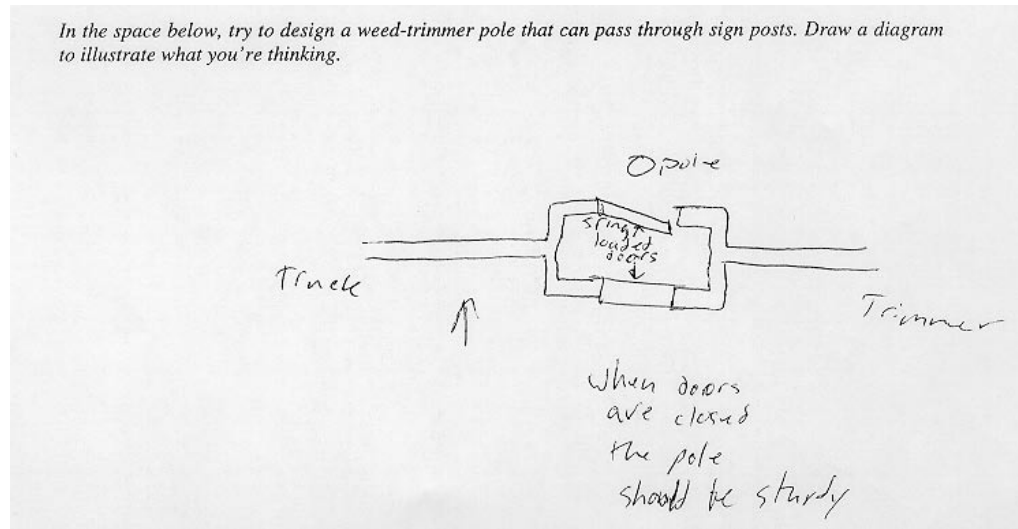 In the space below, try to design a weed-trimmer pole that can pass through sign posts. Draw a diagram
to illustrate what you're thinking.
pole
sring
loaded
doors
Truck
Trimmer
when doors
are closed
the pole
should be sturdy